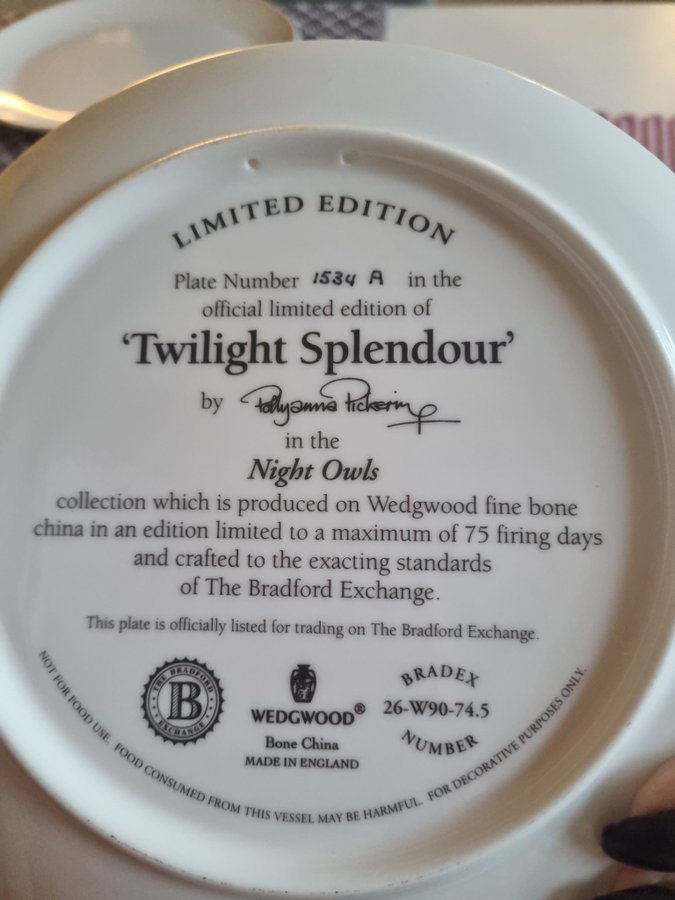 LIMITED EDITION
Plate Number 1534 A in the
official limited edition of
‘Twilight Splendour’
by Pollyanna Pickering
in the
Night Owls
collection which is produced on Wedgwood fine bone
china in an edition limited to a maximum of 75 firing days
and crafted to the exacting standards
of The Bradford Exchange.
This plate is officially listed for trading on The Bradford Exchange.
THE BRADFORD
B
EXCHANGE
WEDGWOOD®
Bone China
MADE IN ENGLAND
BRADEX
26-W90-74.5
NUMBER
NOT FOR FOOD USE. FOOD CONSUMED FROM THIS VESSEL MAY BE HARMFUL. FOR DECORATIVE PURPOSES ONLY.